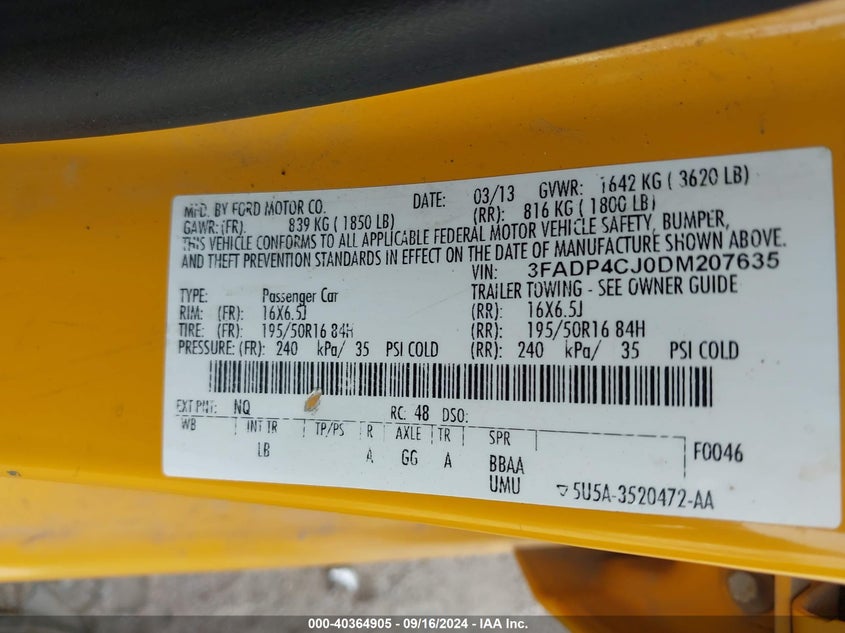 MFD. BY FORD MOTOR CO. DATE: 03/13 GVWR: 1642 KG ( 3620 LB)
GAWR: (FR): 839 KG ( 1850 LB) (RR): 816 KG ( 1800 LB)
THIS VEHICLE CONFORMS TO ALL APPLICABLE FEDERAL MOTOR VEHICLE SAFETY, BUMPER,
AND THEFT PREVENTION STANDARDS IN EFFECT ON THE DATE OF MANUFACTURE SHOWN ABOVE.
VIN: 3FADP4CJ0DM207635
TYPE: Passenger Car TRAILER TOWING - SEE OWNER GUIDE
RIM: (FR): 16X6.5J (RR): 16X6.5J
TIRE: (FR): 195/50R16 84H (RR): 195/50R16 84H
PRESSURE: (FR): 240 kPa/ 35 PSI COLD (RR): 240 kPa/ 35 PSI COLD
EXT PNT: NQ RC: 48 DSO:
WB INT TR TP/PS R AXLE TR SPR F0046
LB A GG A BBAA
UMU 5U5A-3520472-AA
000-40364905 - 09/16/2024 - IAA Inc.